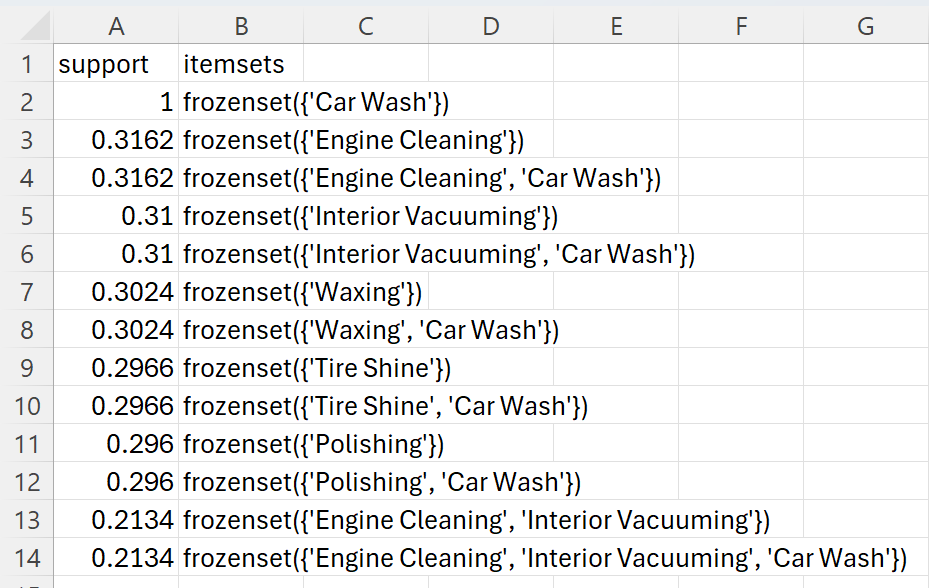 A B C D E F G
1 support itemsets
2 1 frozenset({'Car Wash'})
3 0.3162 frozenset({'Engine Cleaning'})
4 0.3162 frozenset({'Engine Cleaning', 'Car Wash'})
5 0.31 frozenset({'Interior Vacuuming'})
6 0.31 frozenset({'Interior Vacuuming', 'Car Wash'})
7 0.3024 frozenset({'Waxing'})
8 0.3024 frozenset({'Waxing', 'Car Wash'})
9 0.2966 frozenset({'Tire Shine'})
10 0.2966 frozenset({'Tire Shine', 'Car Wash'})
11 0.296 frozenset({'Polishing'})
12 0.296 frozenset({'Polishing', 'Car Wash'})
13 0.2134 frozenset({'Engine Cleaning', 'Interior Vacuuming'})
14 0.2134 frozenset({'Engine Cleaning', 'Interior Vacuuming', 'Car Wash'})